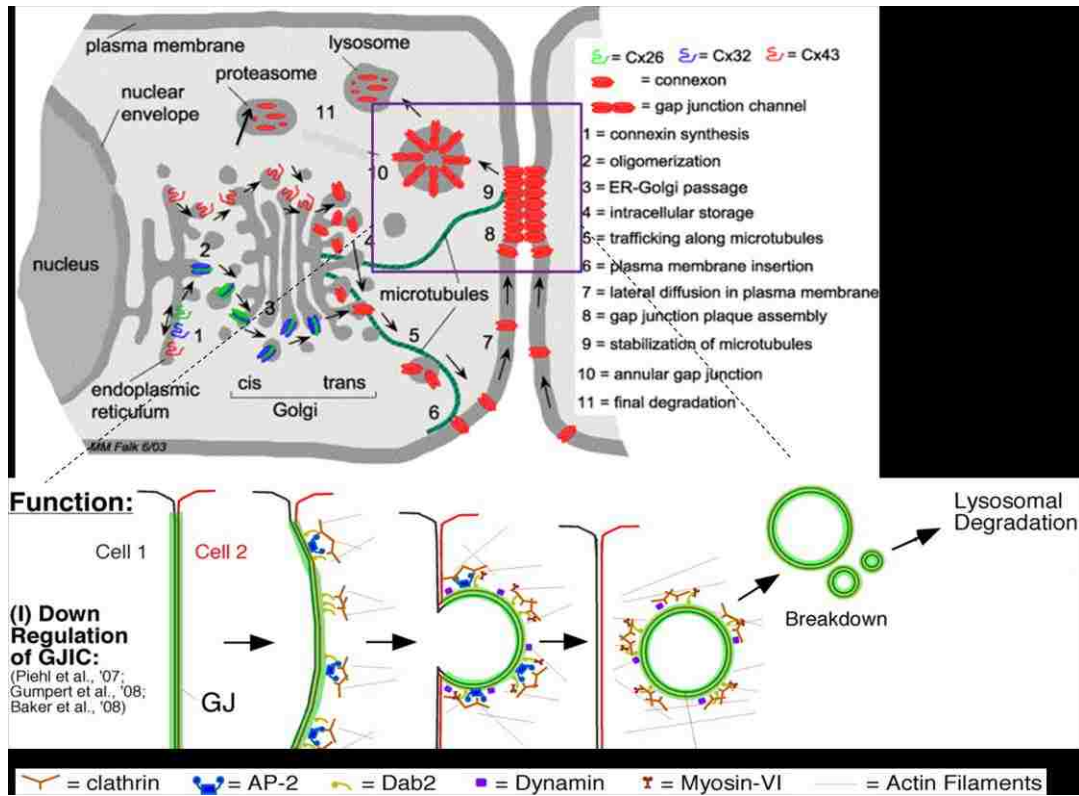 plasma membrane
lysosome
proteasome
nuclear
envelope
11
10
9
8
4
2
nucleus
microtubules
3
1
5
7
endoplasmic
reticulum
cis
trans
Golgi
6
-MM Falk 6/03
= Cx26
= Cx32
= Cx43
= connexon
= gap junction channel
1 = connexin synthesis
2 = oligomerization
3 = ER-Golgi passage
4 = intracellular storage
5 = trafficking along microtubules
6 = plasma membrane insertion
7 = lateral diffusion in plasma membrane
8 = gap junction plaque assembly
9 = stabilization of microtubules
10 = annular gap junction
11 = final degradation
Function:
Cell 1
Cell 2
(I) Down
Regulation
of GJIC:
(Piehl et al., '07;
Gumpert et al., '08;
Baker et al., '08)
GJ
Breakdown
Lysosomal
Degradation
= clathrin
= AP-2
= Dab2
= Dynamin
= Myosin-VI
= Actin Filaments